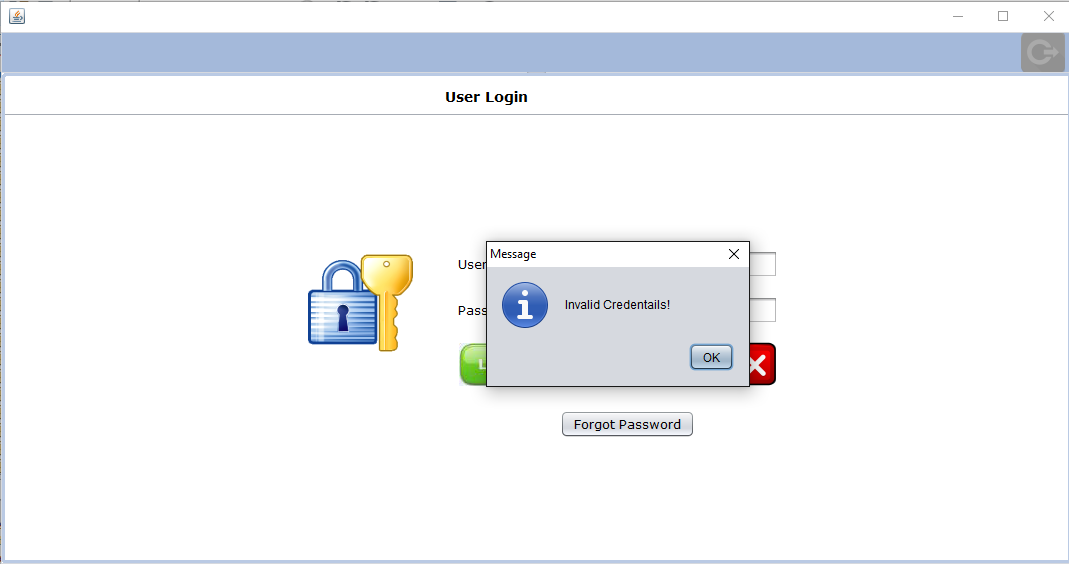 User Login
Message
User
Invalid Credentails!
Pass
L
OK
Forgot Password